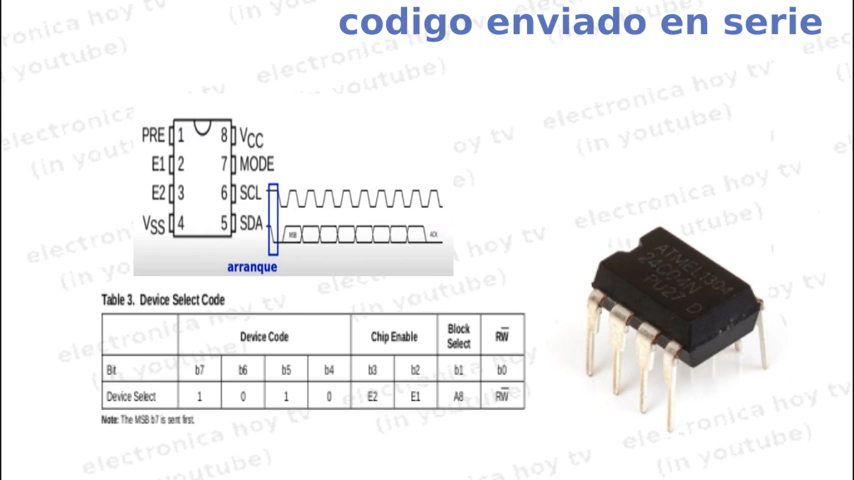 codigo enviado en serie
PRE 1 8 VCC
E1 2 7 MODE
E2 3 6 SCL
VSS 4 5 SDA
MSB ACK
arranque
Table 3. Device Select Code
Device Code Chip Enable Block Select RW
Bit b7 b6 b5 b4 b3 b2 b1 b0
Device Select 1 0 1 0 E2 E1 A8 RW
Note: The MSB b7 is sent first.
ATMEL1304
24C04N
PU27 D
electronica hoy tv
(in youtube)